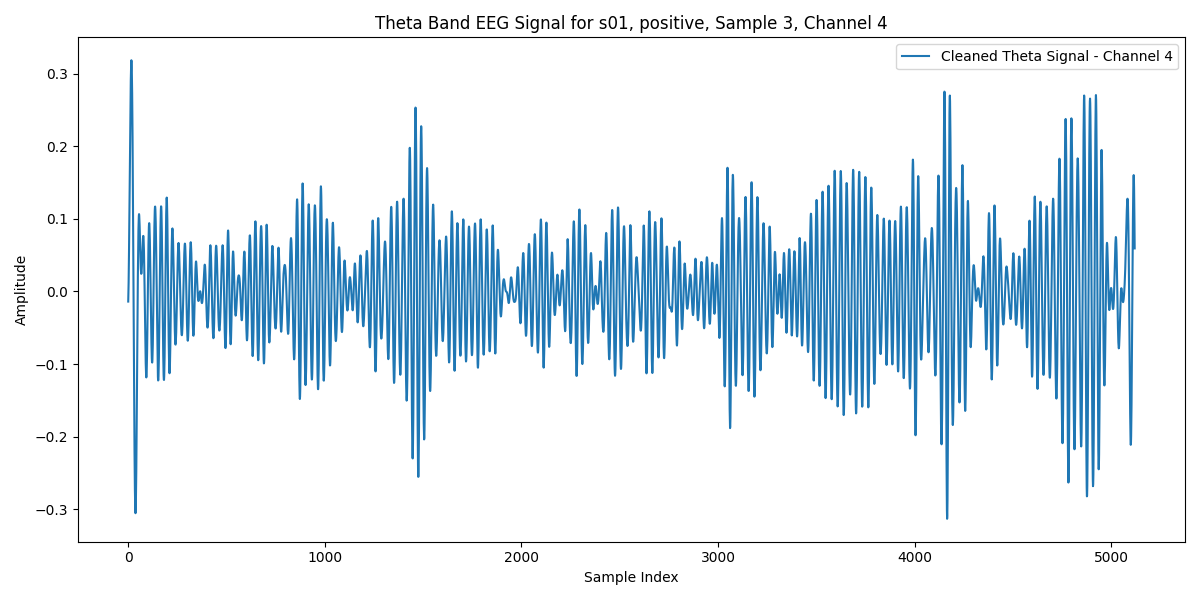 Theta Band EEG Signal for s01, positive, Sample 3, Channel 4
Cleaned Theta Signal - Channel 4
Amplitude
0.3
0.2
0.1
0.0
−0.1
−0.2
−0.3
0 1000 2000 3000 4000 5000
Sample Index